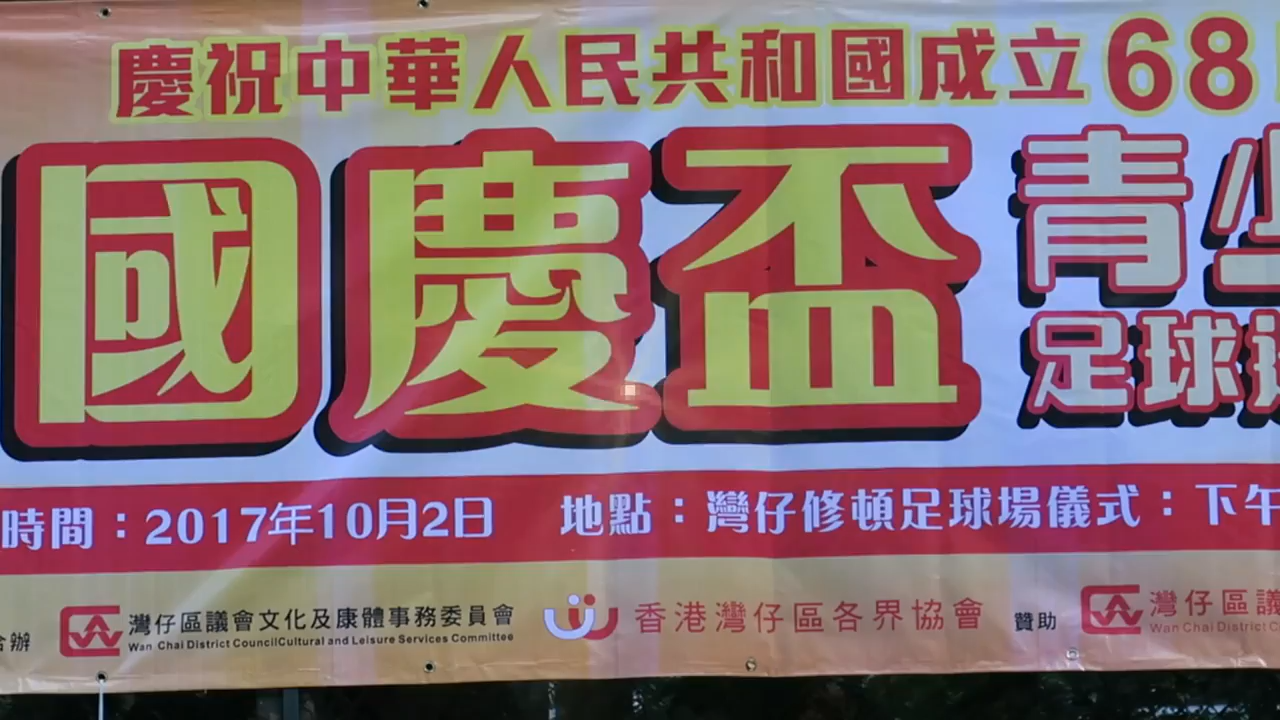 慶祝中華人民共和國成立68
國慶盃 青
足球
時間：2017年10月2日 地點：灣仔修頓足球場儀式：下午
合辦 灣仔區議會文化及康體事務委員會 香港灣仔區各界協會 贊助 灣仔區議
Wan Chai District CouncilCultural and Leisure Services Committee Wan Chai District